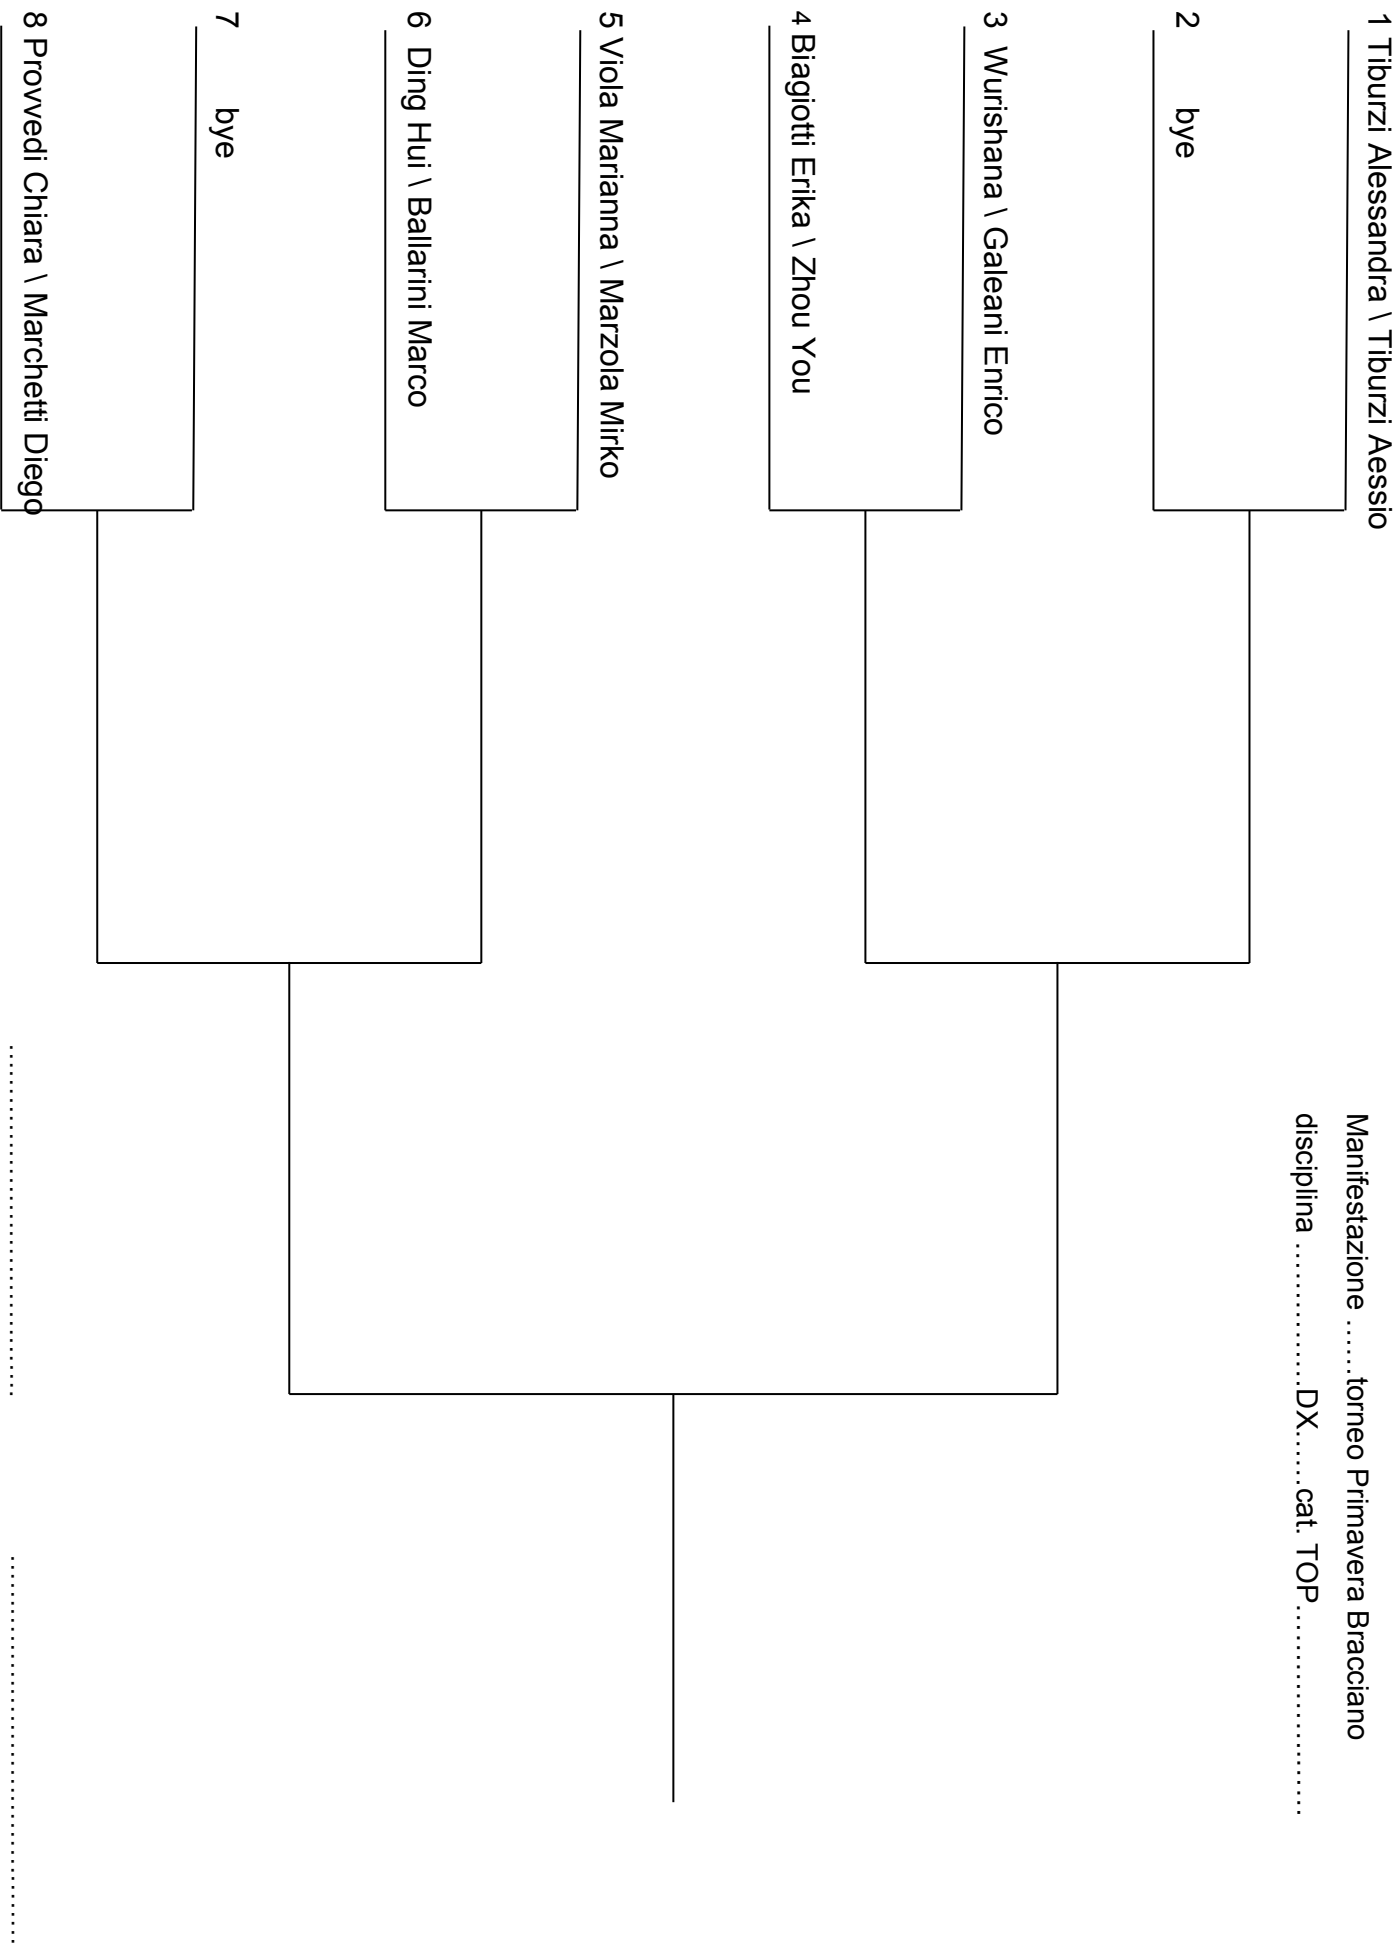 1 Tiburzi Alessandra \ Tiburzi Aessio
Manifestazione ......torneo Primavera Bracciano
disciplina .................DX......cat. TOP.........................
2 bye
3 Wurishana \ Galeani Enrico
4 Biagiotti Erika \ Zhou You
5 Viola Marianna \ Marzola Mirko
6 Ding Hui \ Ballarini Marco
7 bye
8 Provvedi Chiara \ Marchetti Diego